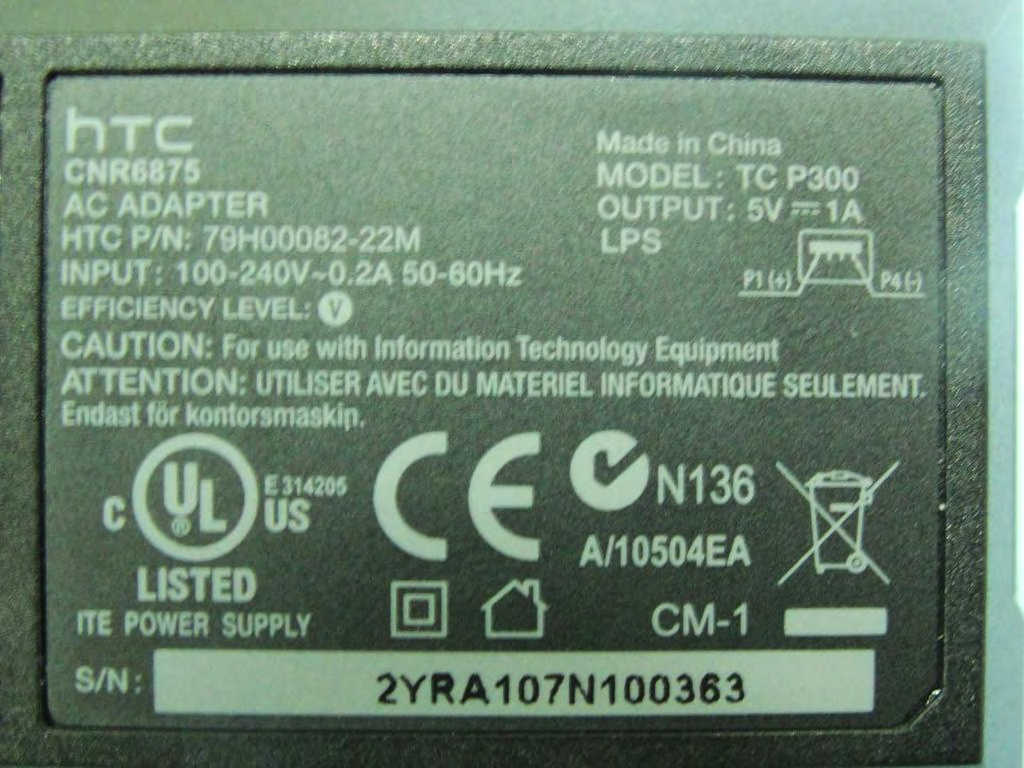 hTC
CNR6875
AC ADAPTER
HTC P/N: 79H00082-22M
INPUT: 100-240V~0.2A 50-60Hz
EFFICIENCY LEVEL: V
Made in China
MODEL: TC P300
OUTPUT: 5V⎓1A
LPS
P1 (+) P4 (-)
CAUTION: For use with Information Technology Equipment
ATTENTION: UTILISER AVEC DU MATERIEL INFORMATIQUE SEULEMENT.
Endast för kontorsmaskin.
C UL ® US E 314205
LISTED
ITE POWER SUPPLY
CE
N136
A/10504EA
CM-1
S/N: 2YRA107N100363